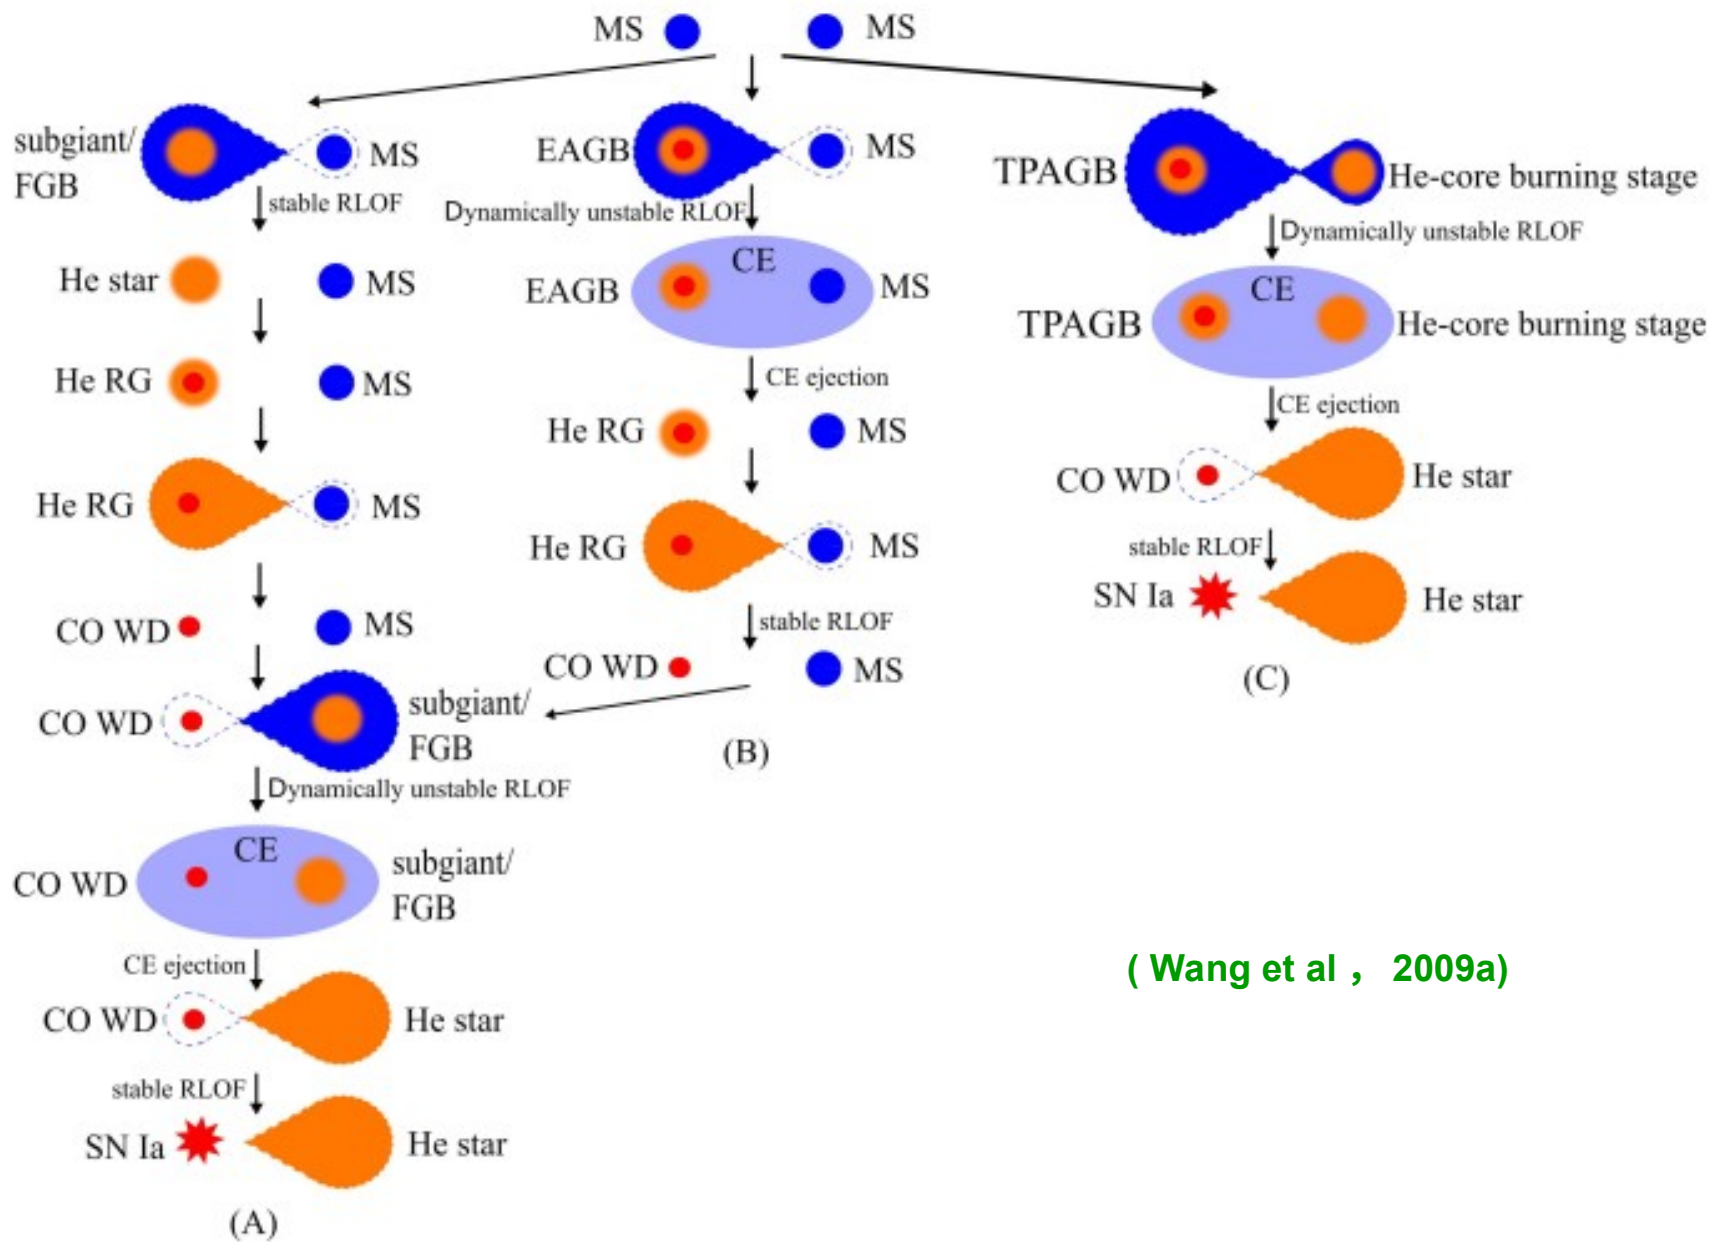 MS MS
subgiant/
FGB
MS
stable RLOF
He star MS
He RG MS
He RG MS
CO WD MS
CO WD
subgiant/
FGB
Dynamically unstable RLOF
CE
CO WD
subgiant/
FGB
CE ejection
CO WD He star
stable RLOF
SN Ia He star
(A)
EAGB MS
Dynamically unstable RLOF
CE
EAGB MS
CE ejection
He RG MS
He RG MS
stable RLOF
CO WD MS
(B)
TPAGB He-core burning stage
Dynamically unstable RLOF
CE
TPAGB He-core burning stage
CE ejection
CO WD He star
stable RLOF
SN Ia He star
(C)
( Wang et al ， 2009a)